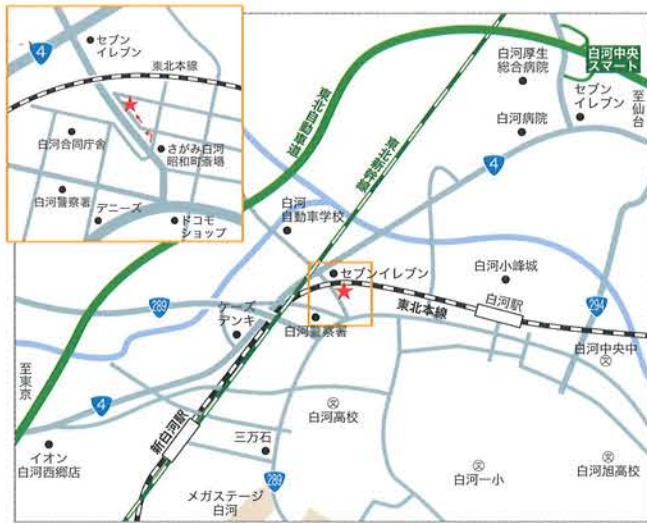 4
セブン
イレブン
東北本線
白河合同庁舎
さがみ白河
昭和町斎場
白河警察署
デニーズ
ドコモ
ショップ
東北自動車道
東北新幹線
白河厚生
総合病院
白河中央
スマート
セブン
イレブン
至仙台
白河病院
4
白河
自動車学校
セブンイレブン
白河小峰城
白河駅
東北本線
294
289
ケーズ
デンキ
白河警察署
白河中央中
文
至東京
4
新白河駅
文
白河高校
三万石
イオン
白河西郷店
289
メガステージ
白河
文
白河一小
文
白河旭高校